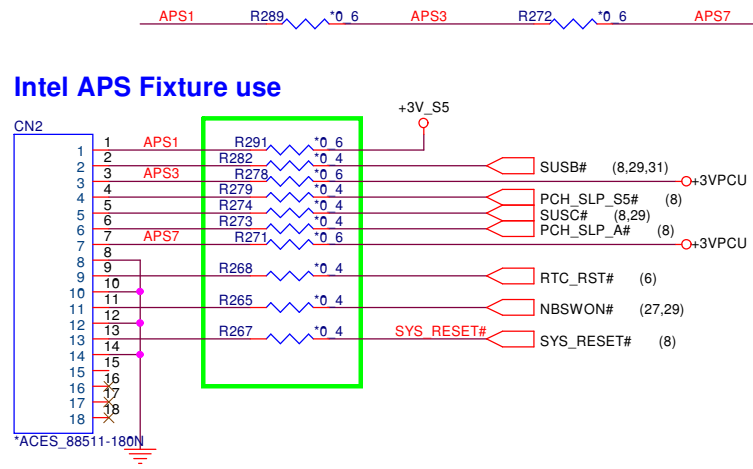 APS1 R289 *0_6 APS3 R272 *0_6 APS7
Intel APS Fixture use
+3V_S5
CN2
1 1 APS1 R291 *0_6
2 2 R282 *0_4 SUSB# (8,29,31)
3 3 APS3 R278 *0_6 +3VPCU
4 4 R279 *0_4 PCH_SLP_S5# (8)
5 5 R274 *0_4 SUSC# (8,29)
6 6 R273 *0_4 PCH_SLP_A# (8)
7 7 APS7 R271 *0_6 +3VPCU
8 8
9 9 R268 *0_4 RTC_RST# (6)
10 10
11 11 R265 *0_4 NBSWON# (27,29)
12 12
13 13 R267 *0_4 SYS_RESET# SYS_RESET# (8)
14 14
15 15
16 16
17 17
18 18
*ACES_88511-180N